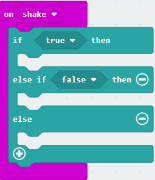 on shake
if true then
else if false then
else